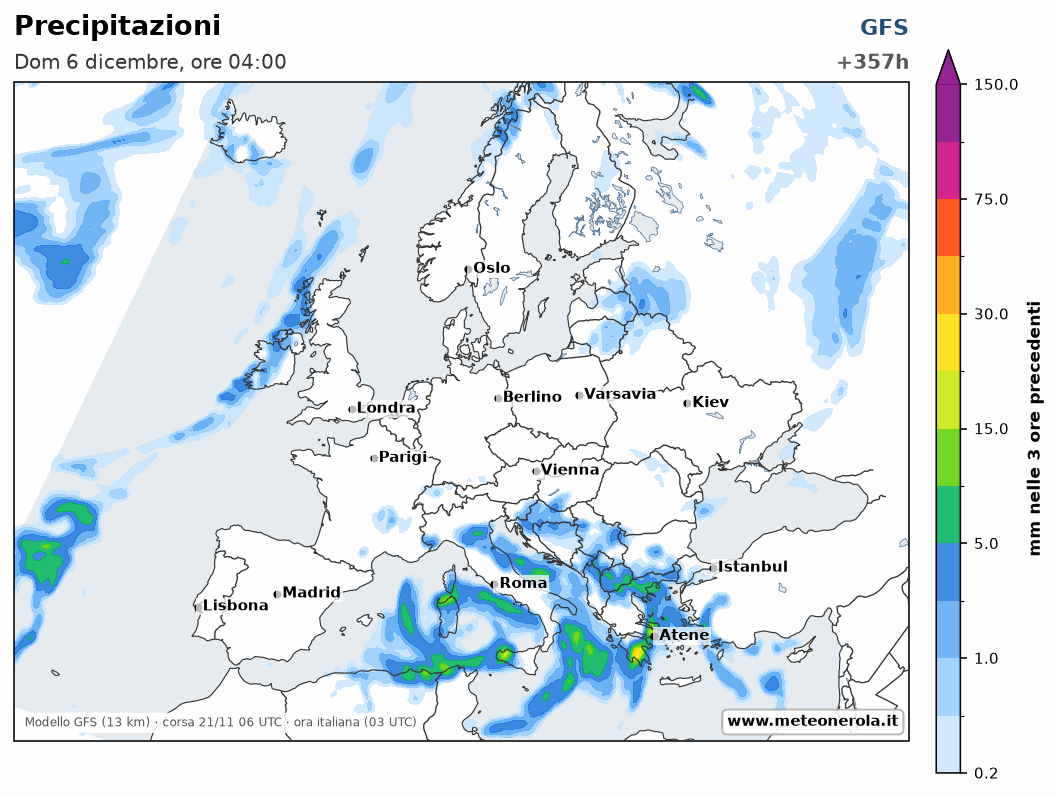 Precipitazioni
GFS
Dom 6 dicembre, ore 04:00
+357h
150.0
75.0
30.0
15.0
5.0
1.0
0.2
mm nelle 3 ore precedenti
Oslo
Berlino
Varsavia
Kiev
Londra
Parigi
Vienna
Istanbul
Roma
Madrid
Lisbona
Atene
Modello GFS (13 km) · corsa 21/11 06 UTC · ora italiana (03 UTC)
www.meteonerola.it